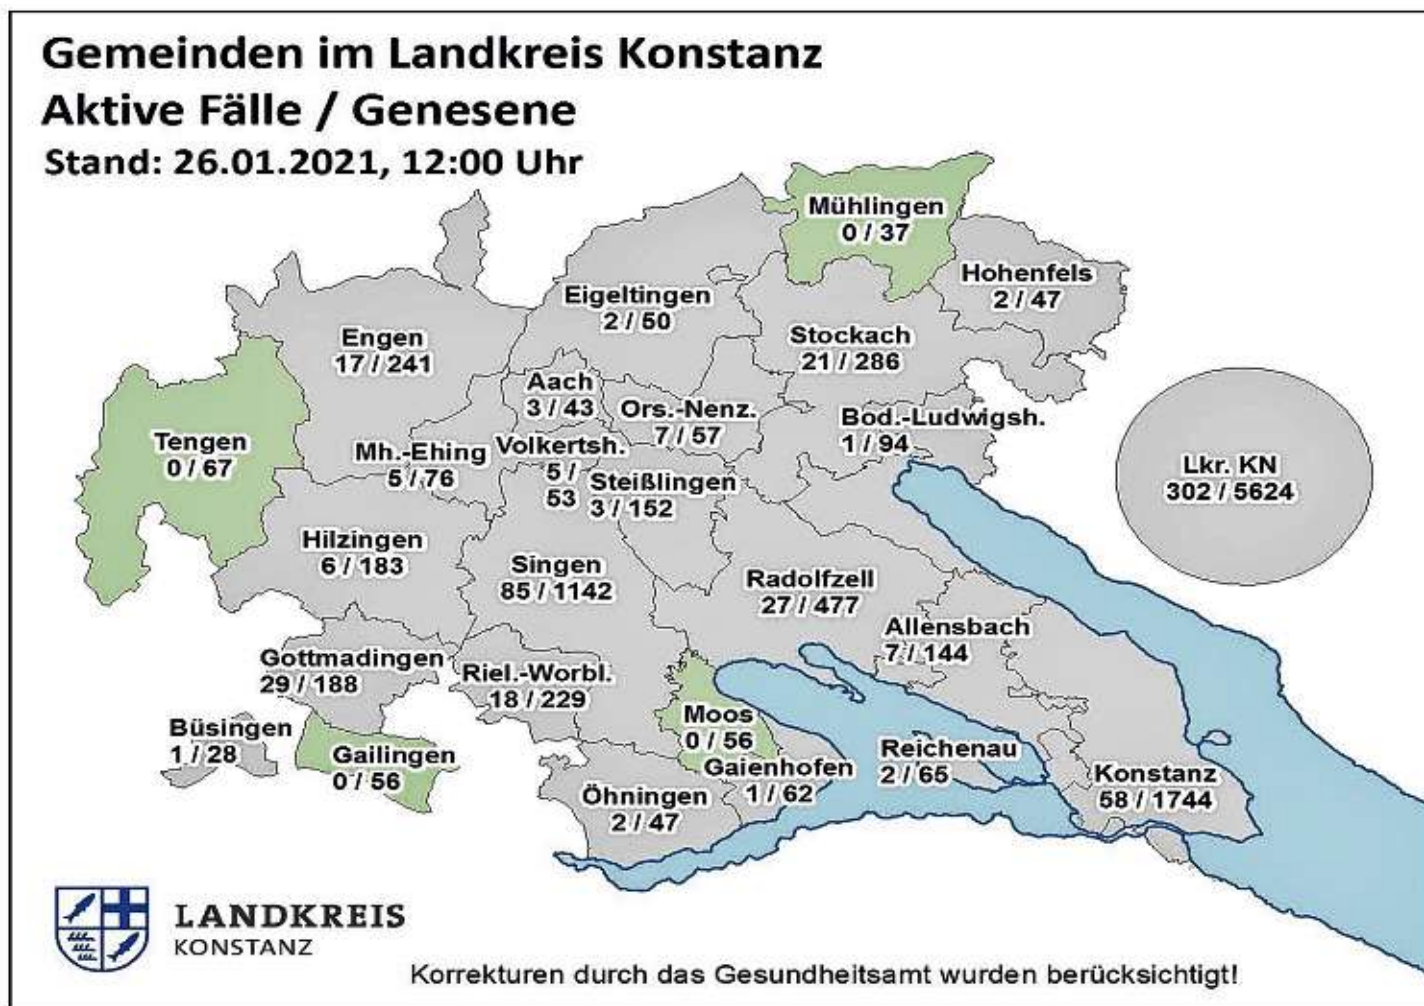 Gemeinden im Landkreis Konstanz
Aktive Fälle / Genesene
Stand: 26.01.2021, 12:00 Uhr
Mühlingen
0 / 37
Hohenfels
2 / 47
Eigeltingen
2 / 50
Engen
17 / 241
Stockach
21 / 286
Aach
3 / 43
Ors.-Nenz.
7 / 57
Bod.-Ludwigsh.
1 / 94
Tengen
0 / 67
Mh.-Ehing
5 / 76
Volkertsh.
5 /
53
Steißlingen
3 / 152
Lkr. KN
302 / 5624
Hilzingen
6 / 183
Singen
85 / 1142
Radolfzell
27 / 477
Allensbach
7 / 144
Gottmadingen
29 / 188
Riel.-Worbl.
18 / 229
Büsingen
1 / 28
Gailingen
0 / 56
Moos
0 / 56
Gaienhofen
1 / 62
Reichenau
2 / 65
Konstanz
58 / 1744
Öhningen
2 / 47
LANDKREIS
KONSTANZ
Korrekturen durch das Gesundheitsamt wurden berücksichtigt!